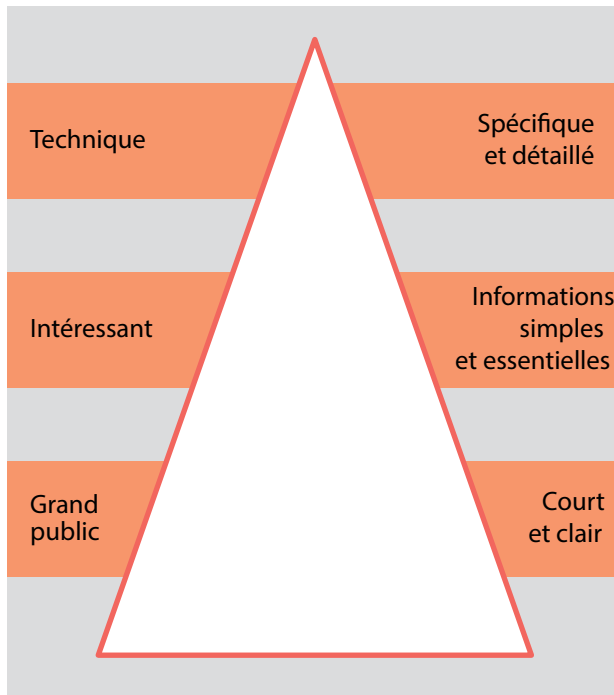 Technique
Spécifique
et détaillé
Intéressant
Informations
simples
et essentielles
Grand
public
Court
et clair